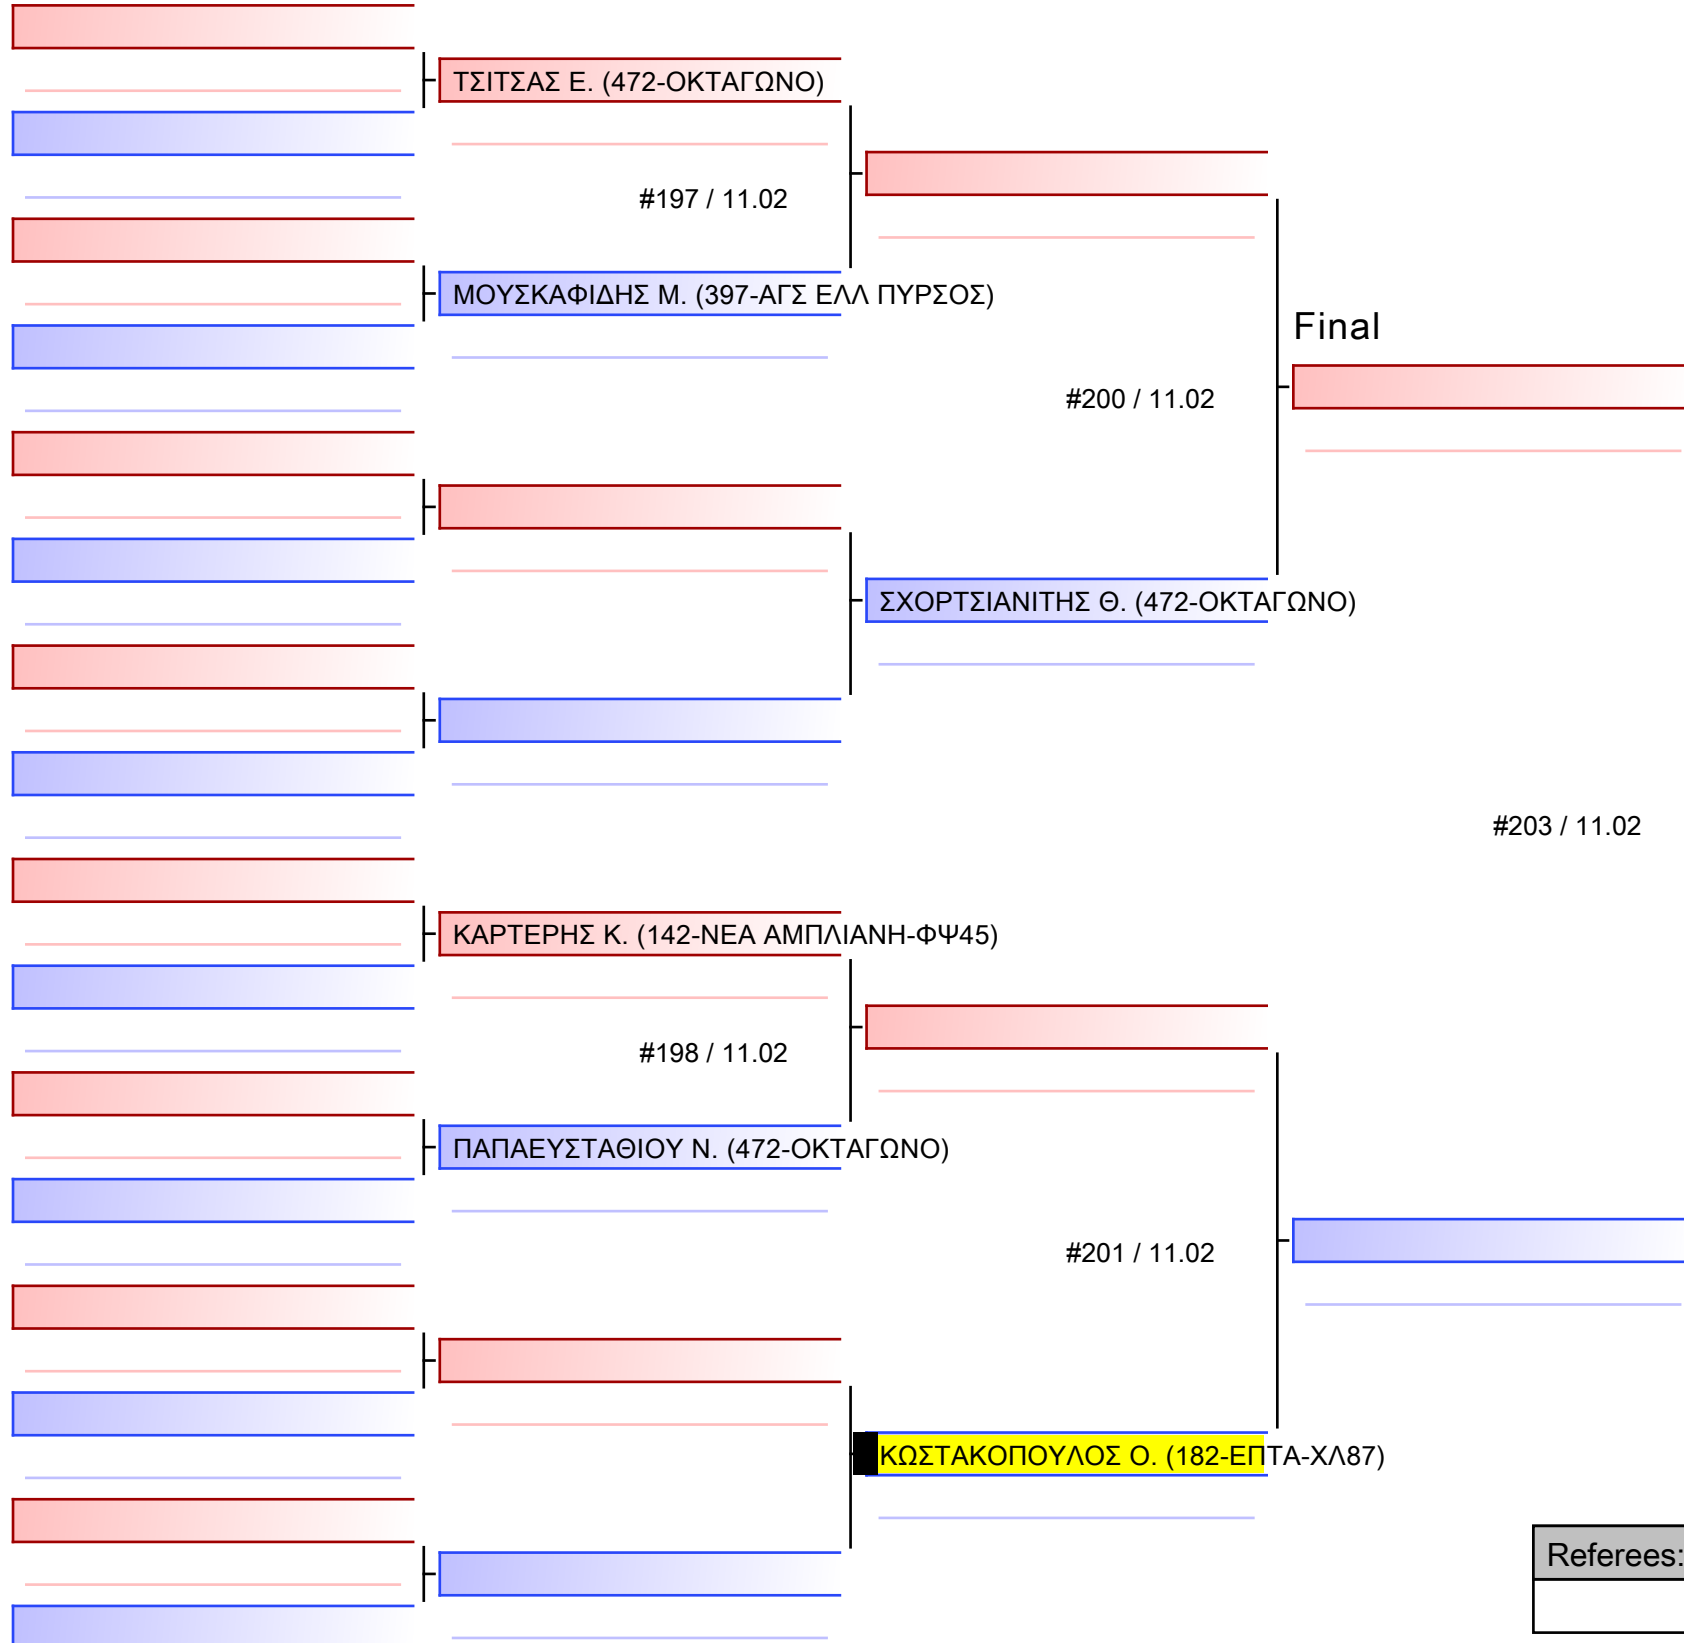 ΤΣΙΤΣΑΣ Ε. (472-ΟΚΤΑΓΩΝΟ)
#197 / 11.02
ΜΟΥΣΚΑΦΙΔΗΣ Μ. (397-ΑΓΣ ΕΛΛ ΠΥΡΣΟΣ)
Final
#200 / 11.02
ΣΧΟΡΤΣΙΑΝΙΤΗΣ Θ. (472-ΟΚΤΑΓΩΝΟ)
#203 / 11.02
ΚΑΡΤΕΡΗΣ Κ. (142-ΝΕΑ ΑΜΠΛΙΑΝΗ-ΦΨ45)
#198 / 11.02
ΠΑΠΑΕΥΣΤΑΘΙΟΥ Ν. (472-ΟΚΤΑΓΩΝΟ)
#201 / 11.02
ΚΩΣΤΑΚΟΠΟΥΛΟΣ Ο. (182-ΕΠΤΑ-ΧΛ87)
Referees: